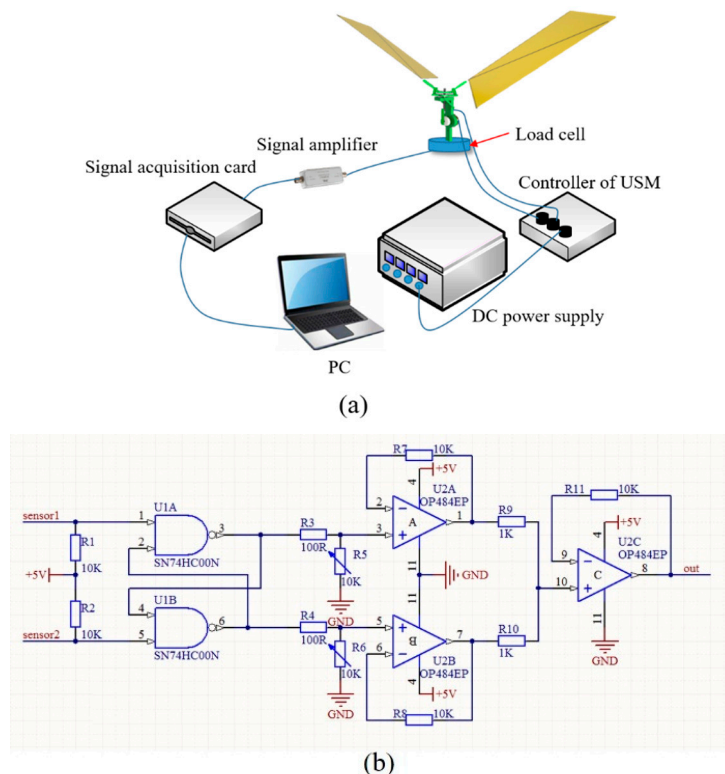 Signal amplifier
Load cell
Signal acquisition card
Controller of USM
DC power supply
PC
(a)
R7 10K
+5V
4
U2A
OP484EP
2
A
1
3
11
GND
sensor1
1
U1A
3
2
SN74HC00N
R1
10K
+5V
R2
10K
sensor2
4
U1B
6
5
SN74HC00N
R3
100R
R5
10K
GND
R4
100R
R6
10K
GND
R9
1K
R10
1K
11
5
B
7
6
U2B
OP484EP
4
+5V
R8 10K
R11 10K
+5V
4
U2C
OP484EP
9
C
8
out
10
11
GND
(b)